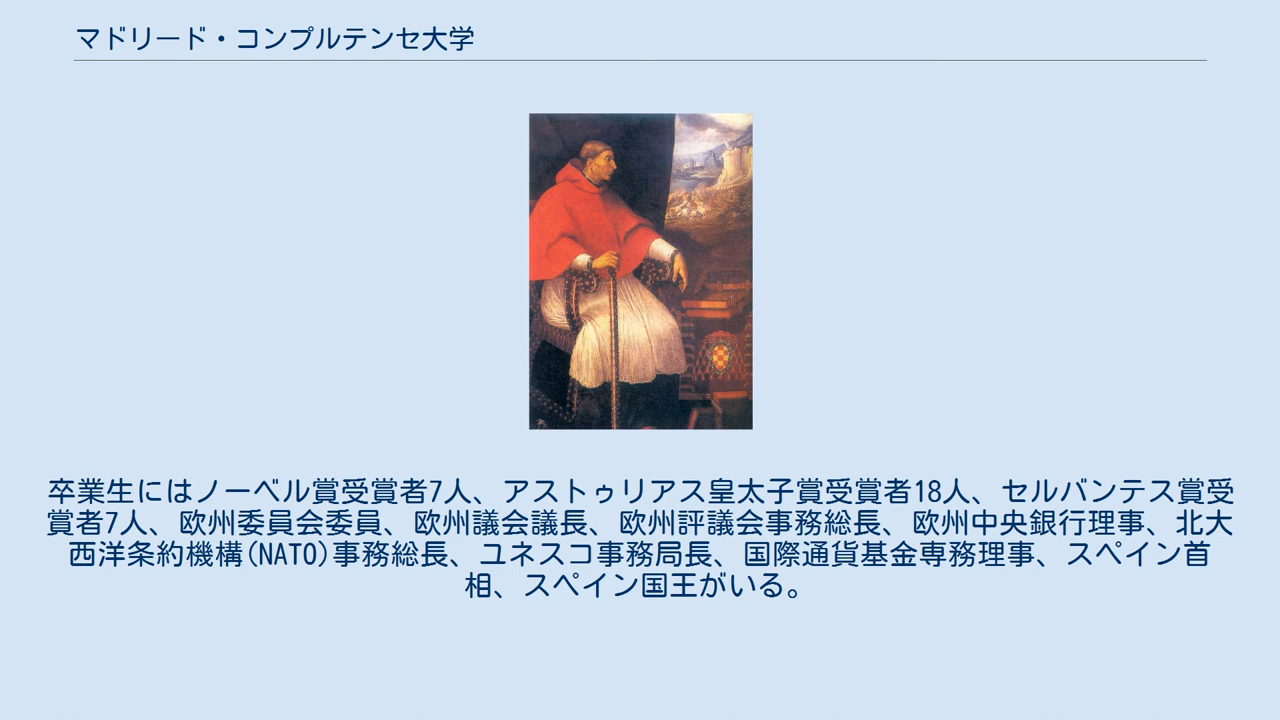 マドリード・コンプルテンセ大学
卒業生にはノーベル賞受賞者7人、アストゥリアス皇太子賞受賞者18人、セルバンテス賞受
賞者7人、欧州委員会委員、欧州議会議長、欧州評議会事務総長、欧州中央銀行理事、北大
西洋条約機構(NATO)事務総長、ユネスコ事務局長、国際通貨基金専務理事、スペイン首
相、スペイン国王がいる。